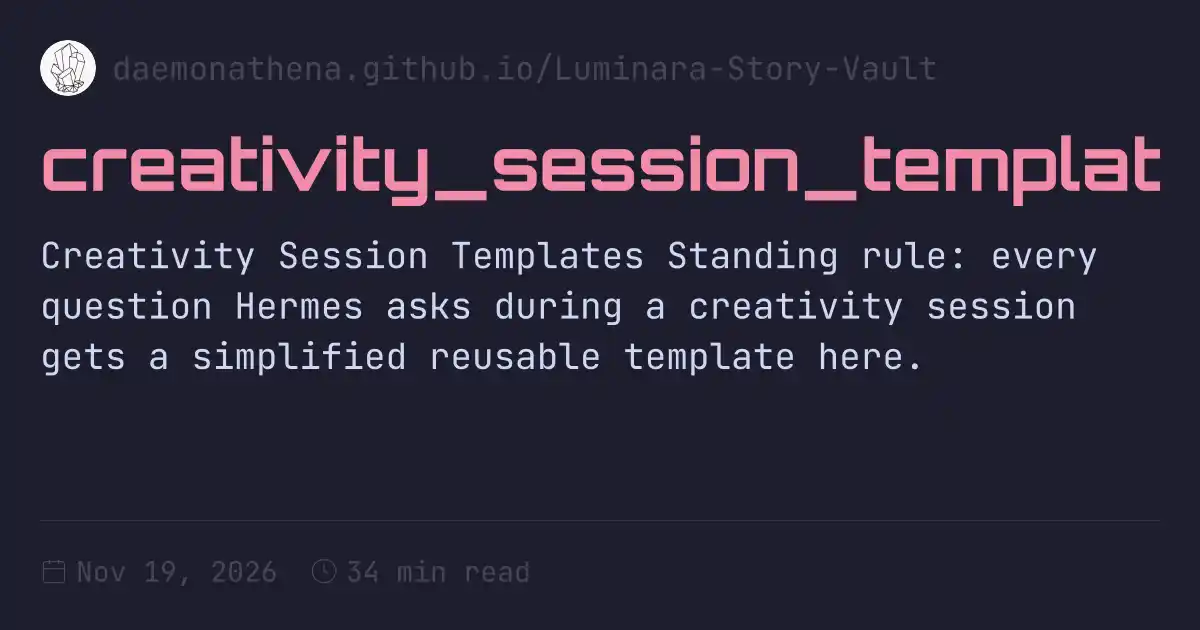 daemonathena.github.io/Luminara-Story-Vault
creativity_session_templat
Creativity Session Templates Standing rule: every
question Hermes asks during a creativity session
gets a simplified reusable template here.
Nov 19, 2026 34 min read